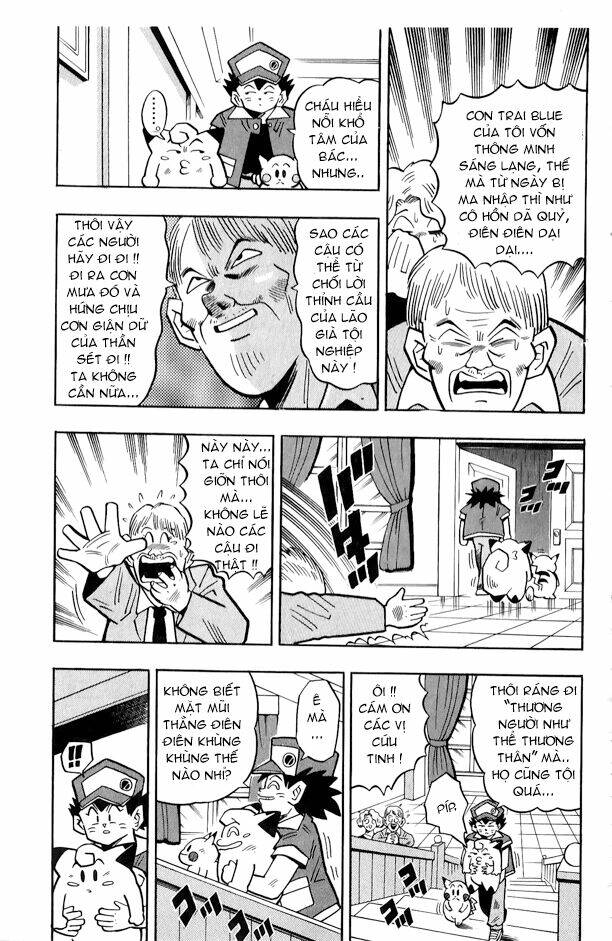 CON TRAI BLUE
CỦA TÔI VỐN
THÔNG MINH
SÁNG LẠNG, THẾ
MÀ TỪ NGÀY BỊ
MA NHẬP THÌ NHƯ
CÔ HỒN DÃ QUỶ,
ĐIÊN ĐIÊN DẠI
DẠI....
CHÁU HIỂU
NỖI KHỔ
TÂM CỦA
BÁC...
NHƯNG..
......
SAO CÁC
CẬU CÓ
THỂ TỪ
CHỐI LỜI
THỈNH CẦU
CỦA LÃO
GIÀ TỘI
NGHIỆP
NÀY !
THÔI VẬY
CÁC NGƯỜI
HÃY ĐI ĐI !!
ĐI RA CƠN
MƯA ĐÓ VÀ
HỨNG CHỊU
CƠN GIẬN DỮ
CỦA THẦN
SÉT ĐI !!
TA KHÔNG
CẦN NỮA...
NÀY NÀY...
TA CHỈ NÓI
GIỠN THÔI
MÀ...
KHÔNG LẼ
NÀO CÁC
CẬU ĐI
THẬT !!
THÔI RÁNG ĐI
“THƯƠNG
NGƯỜI NHƯ
THỂ THƯƠNG
THÂN” MÀ..
HỌ CŨNG TỘI
QUÁ...
PÍP.
ÔI !!
CÁM ƠN
CÁC VỊ
CỨU
TINH !
Ê
MÀ
...
KHÔNG BIẾT
MẶT MŨI
THẰNG ĐIÊN
ĐIÊN KHÙNG
KHÙNG THẾ
NÀO NHỈ?
!!